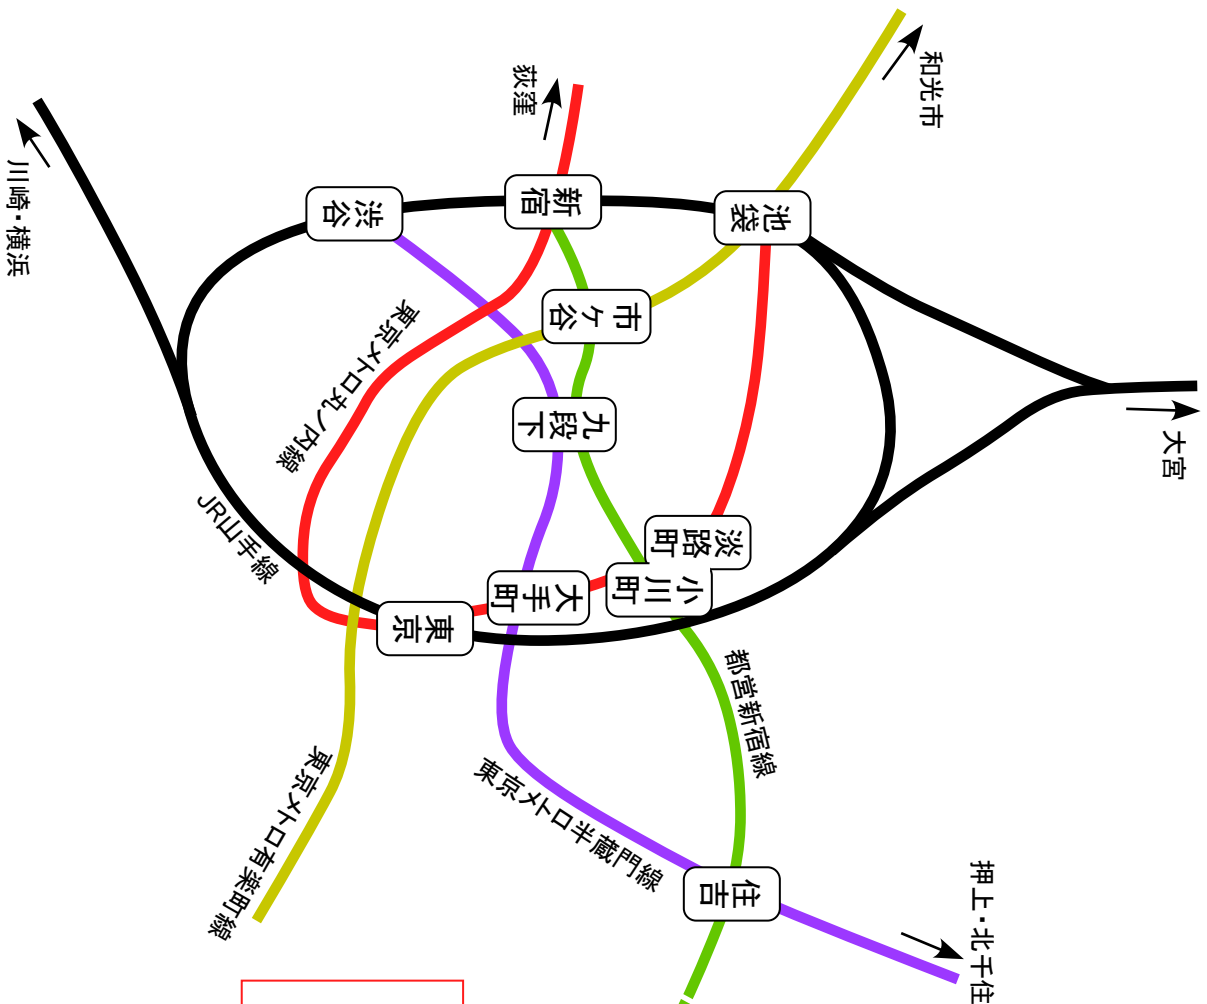 和光市
荻窪
川崎・横浜
渋谷
新宿
池袋
市ヶ谷
東京メトロ丸ノ内線
大宮
九段下
JR山手線
淡路町
小川町
大手町
東京
都営新宿線
東京メトロ有楽町線
東京メトロ半蔵門線
住吉
押上・北千住